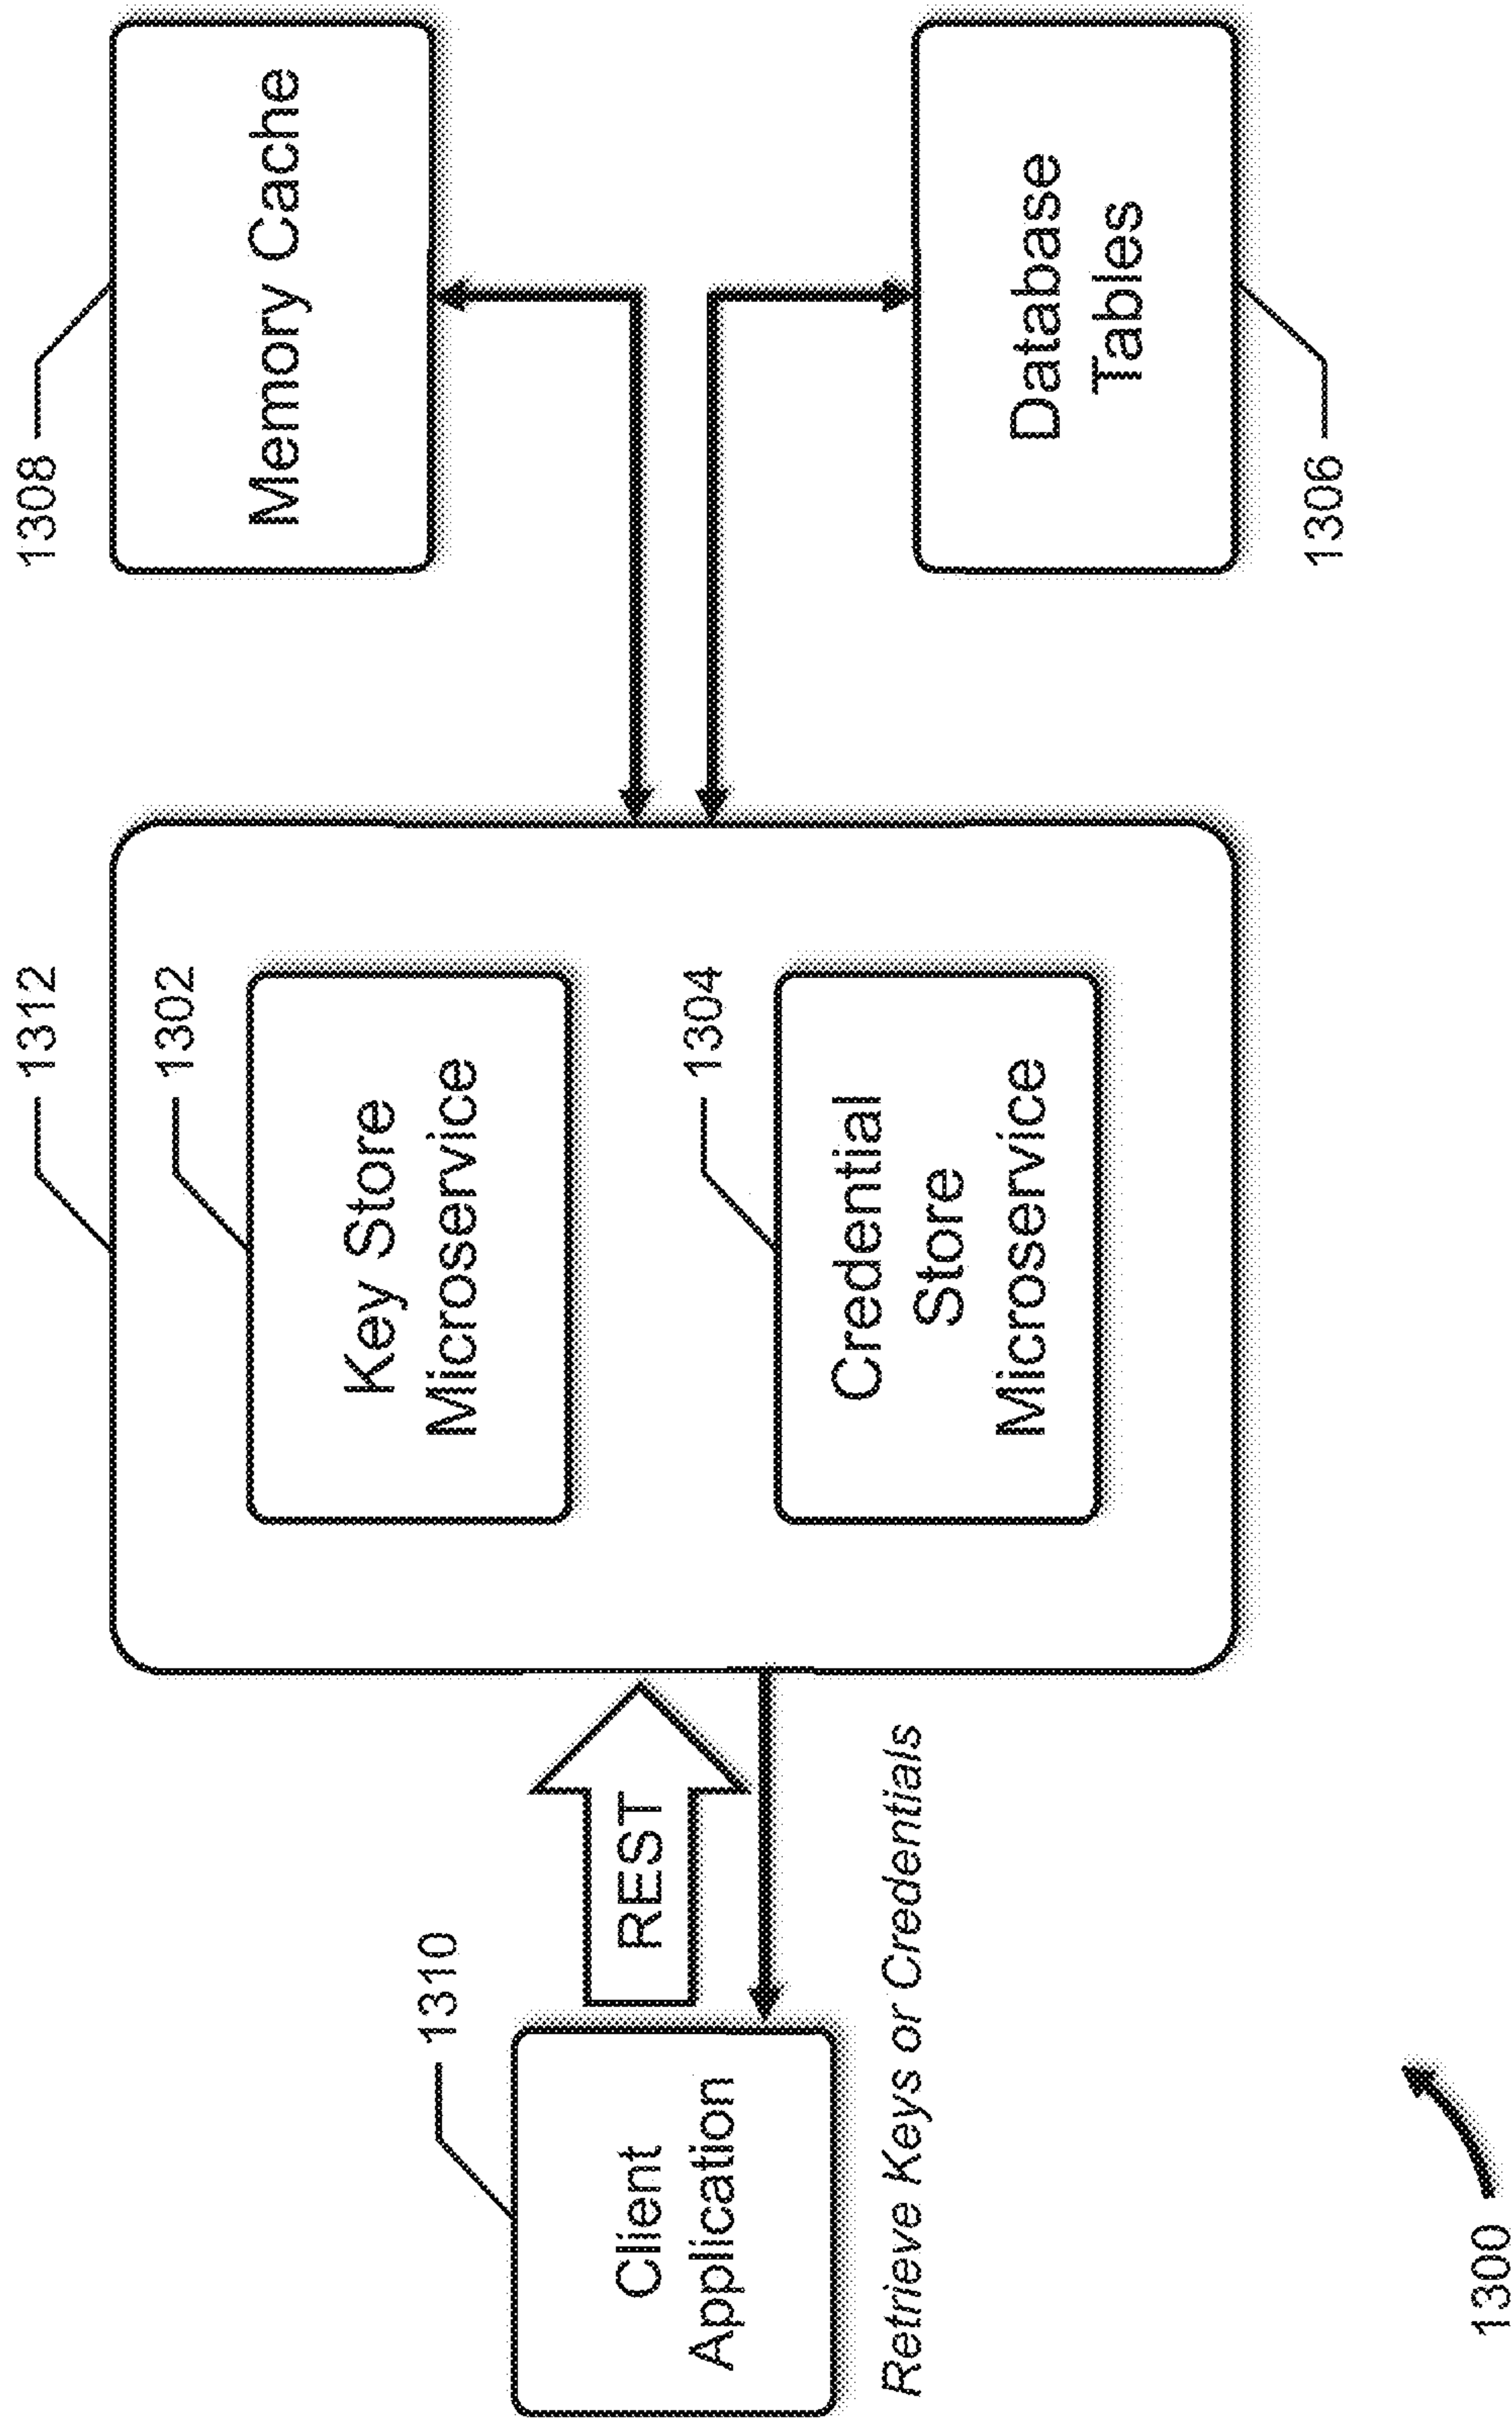 1312
1308
1302
Memory Cache
Key Store
Microservice
1310
REST
Client
Application
1304
Credential
Store
Microservice
Retrieve Keys or Credentials
Database
Tables
1306
1300